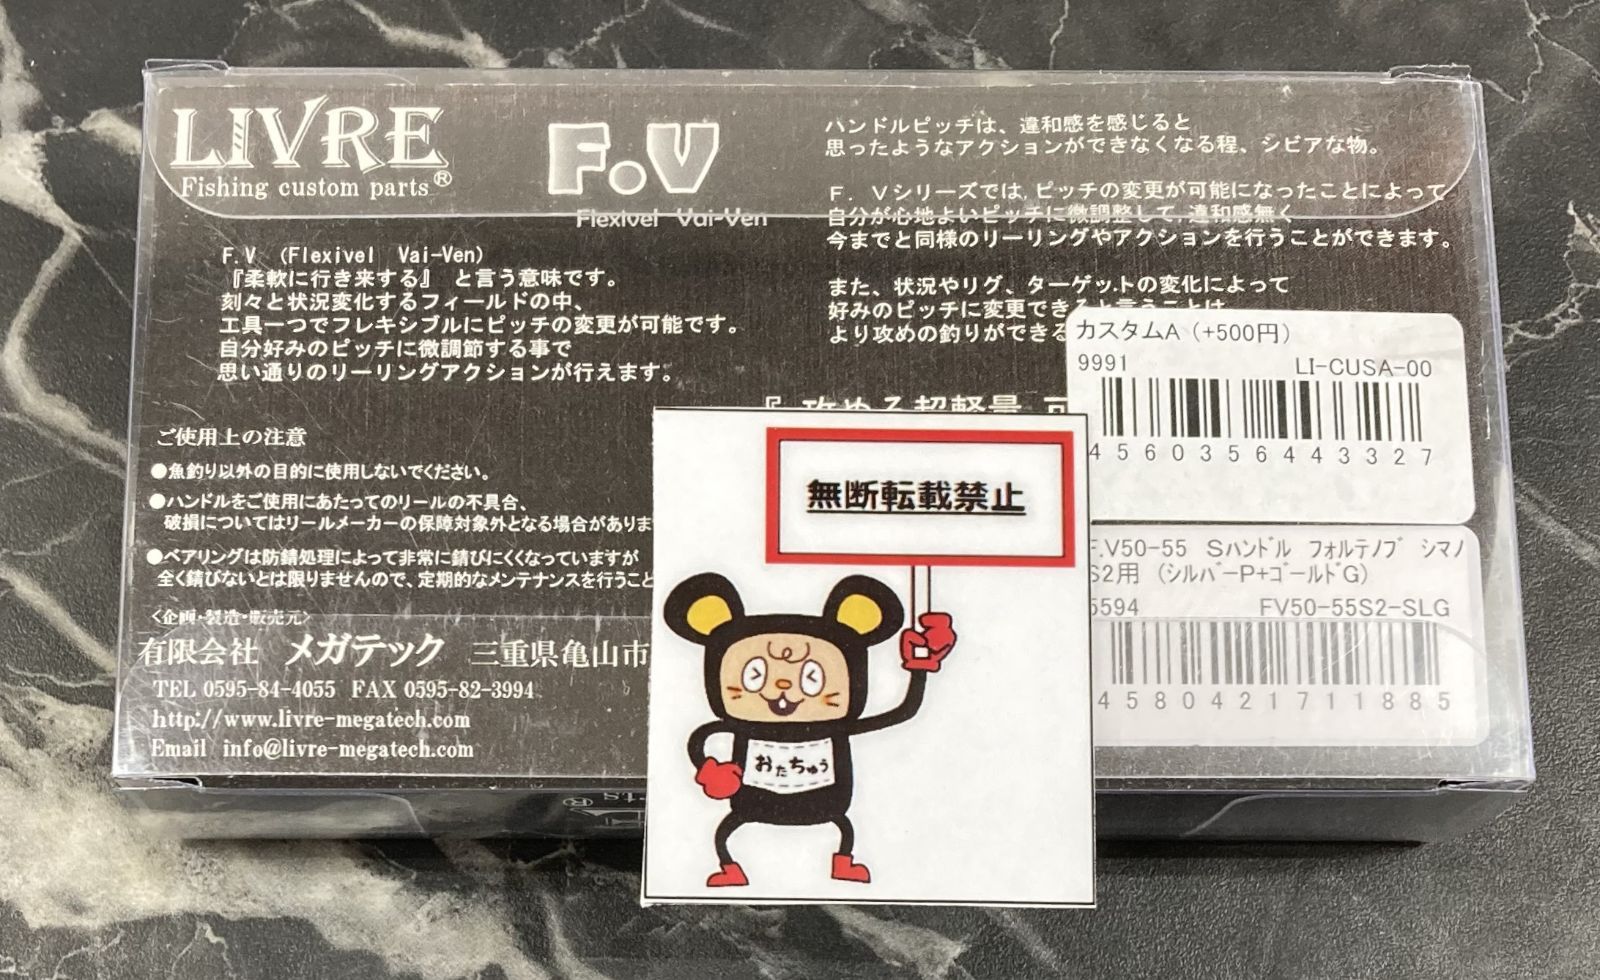 LIVRE
Fishing custom parts®
F.V
Flexivel Vai-Ven
F.V (Flexivel Vai-Ven)
『柔軟に行き来する』 と言う意味です。
刻々と状況変化するフィールドの中、
工具一つでフレキシブルにピッチの変更が可能です。
自分好みのピッチに微調節する事で
思い通りのリーリングアクションが行えます。
ハンドルピッチは、違和感を感じると
思ったようなアクションができなくなる程、シビアな物。
F. Vシリーズでは、ピッチの変更が可能になったことによって
自分が心地よいピッチに微調整して、違和感無く
今までと同様のリーリングやアクションを行うことができます。
また、状況やリグ、ターゲットの変化によって
好みのピッチに変更できると言うことは
より攻めの釣りができる
『 攻める超軽量 可
ご使用上の注意
●魚釣り以外の目的に使用しないでください。
●ハンドルをご使用にあたってのリールの不具合、
破損についてはリールメーカーの保障対象外となる場合がありま
●ベアリングは防錆処理によって非常に錆びにくくなっていますが
全く錆びないとは限りませんので、定期的なメンテナンスを行うこと
<企画・製造・販売元>
有限会社 メガテック 三重県亀山市
TEL 0595-84-4055 FAX 0595-82-3994
http://www.livre-megatech.com
Email info@livre-megatech.com
カスタムA（+500円）
9991 LI-CUSA-00
4560356443327
F.V50-55 Sハンドル フォルテノブ シマノ
S2用 (シルバーP+ゴールドG)
5594 FV50-55S2-SLG
4580421711885
無断転載禁止
おたちゅう